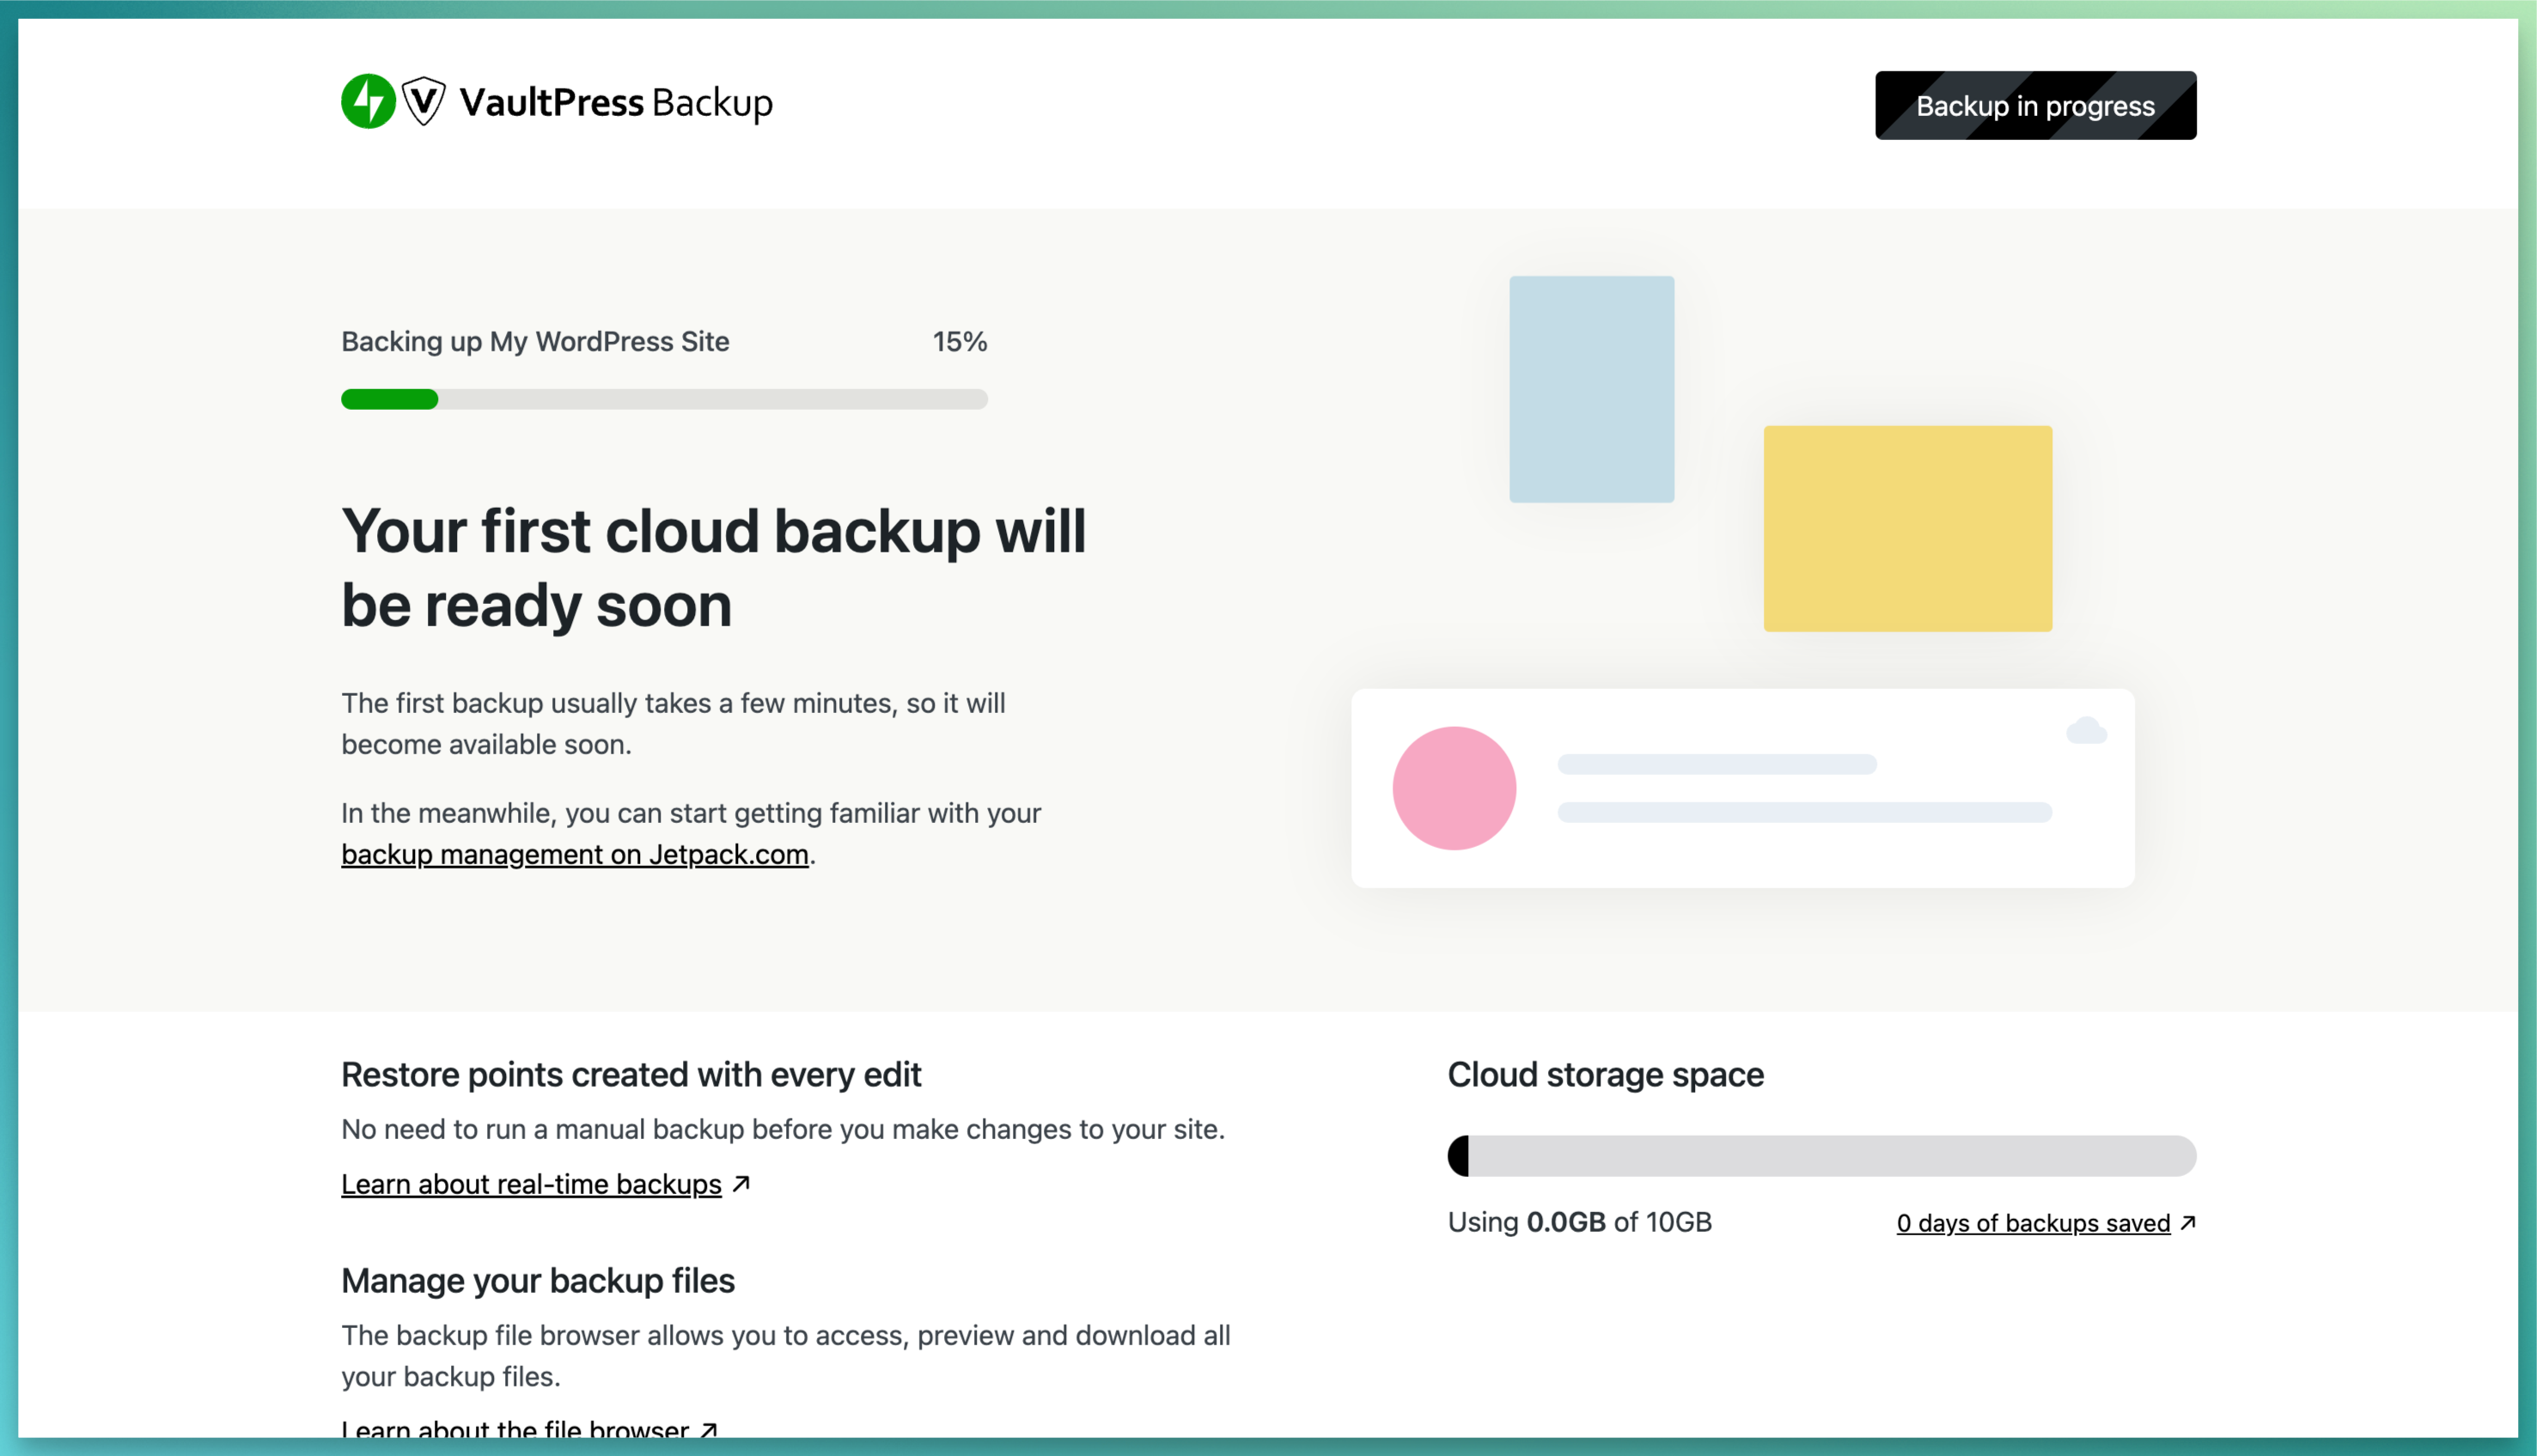 VaultPress Backup
Backup in progress
Backing up My WordPress Site 15%
Your first cloud backup will
be ready soon
The first backup usually takes a few minutes, so it will
become available soon.
In the meanwhile, you can start getting familiar with your
backup management on Jetpack.com.
Restore points created with every edit
No need to run a manual backup before you make changes to your site.
Learn about real-time backups ↗
Manage your backup files
The backup file browser allows you to access, preview and download all
your backup files.
Learn about the file browser ↗
Cloud storage space
Using 0.0GB of 10GB
0 days of backups saved ↗